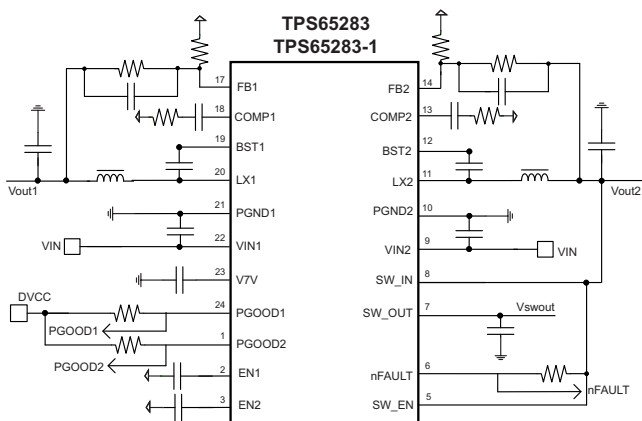 TPS65283
TPS65283-1
17
FB1
14
FB2
18
COMP1
13
COMP2
19
BST1
12
BST2
Vout1
20
LX1
11
LX2
Vout2
21
PGND1
10
PGND2
VIN
22
VIN1
9
VIN2
VIN
23
V7V
8
SW_IN
DVCC
24
PGOOD1
PGOOD1
7
SW_OUT
Vswout
1
PGOOD2
PGOOD2
2
EN1
6
nFAULT
nFAULT
3
EN2
5
SW_EN